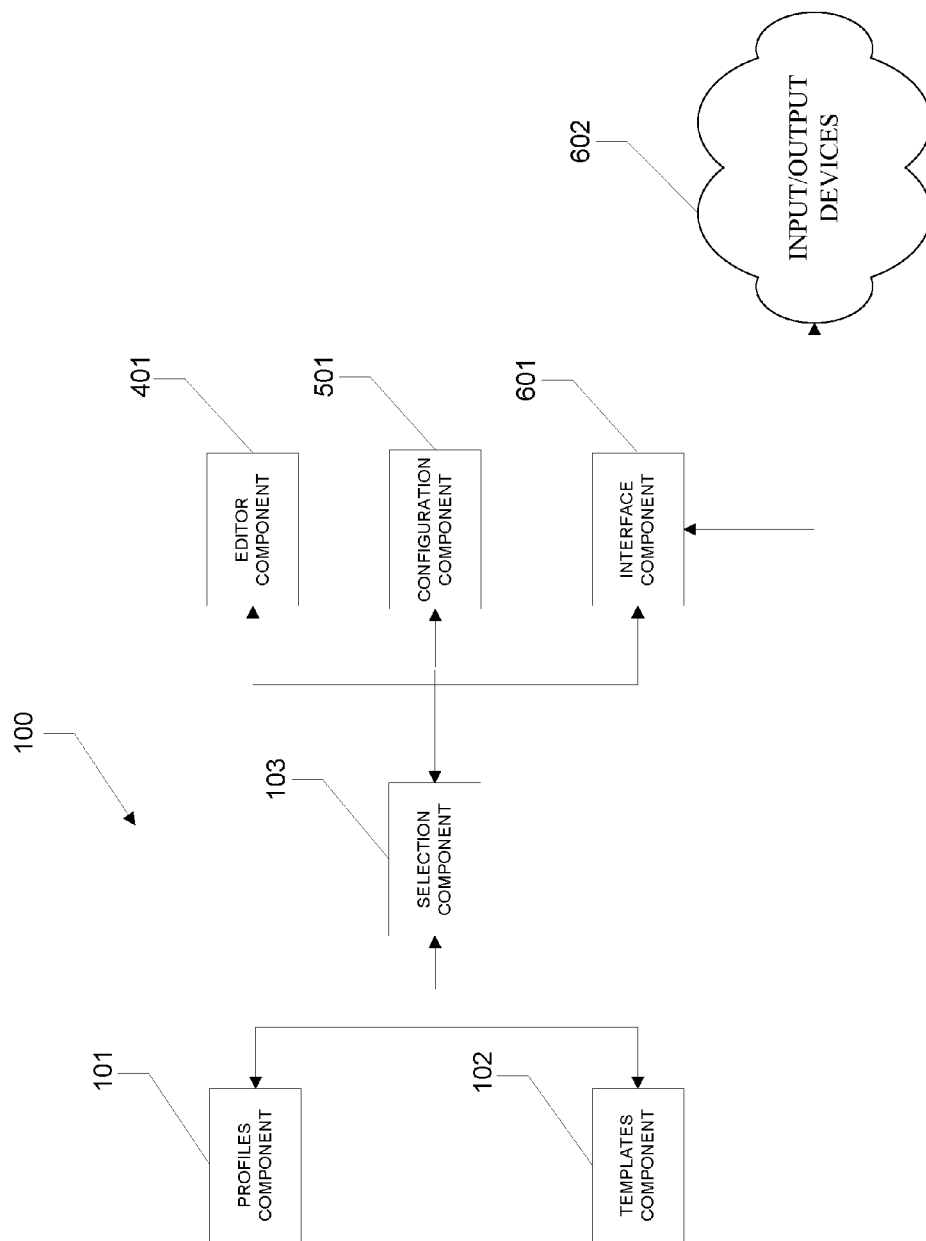 100
101
PROFILES
COMPONENT
102
TEMPLATES
COMPONENT
103
SELECTION
COMPONENT
401
EDITOR
COMPONENT
501
CONFIGURATION
COMPONENT
601
INTERFACE
COMPONENT
602
INPUT/OUTPUT
DEVICES